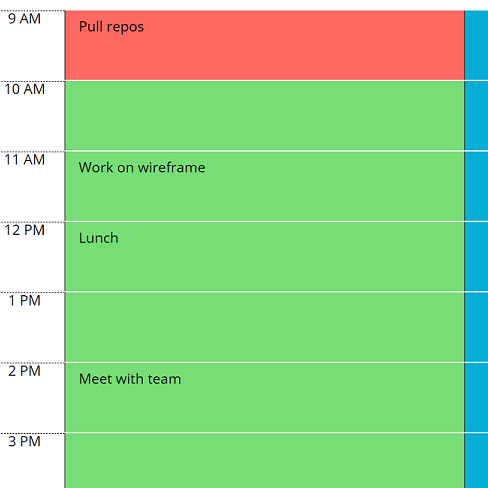 9 AM Pull repos
10 AM
11 AM Work on wireframe
12 PM Lunch
1 PM
2 PM Meet with team
3 PM